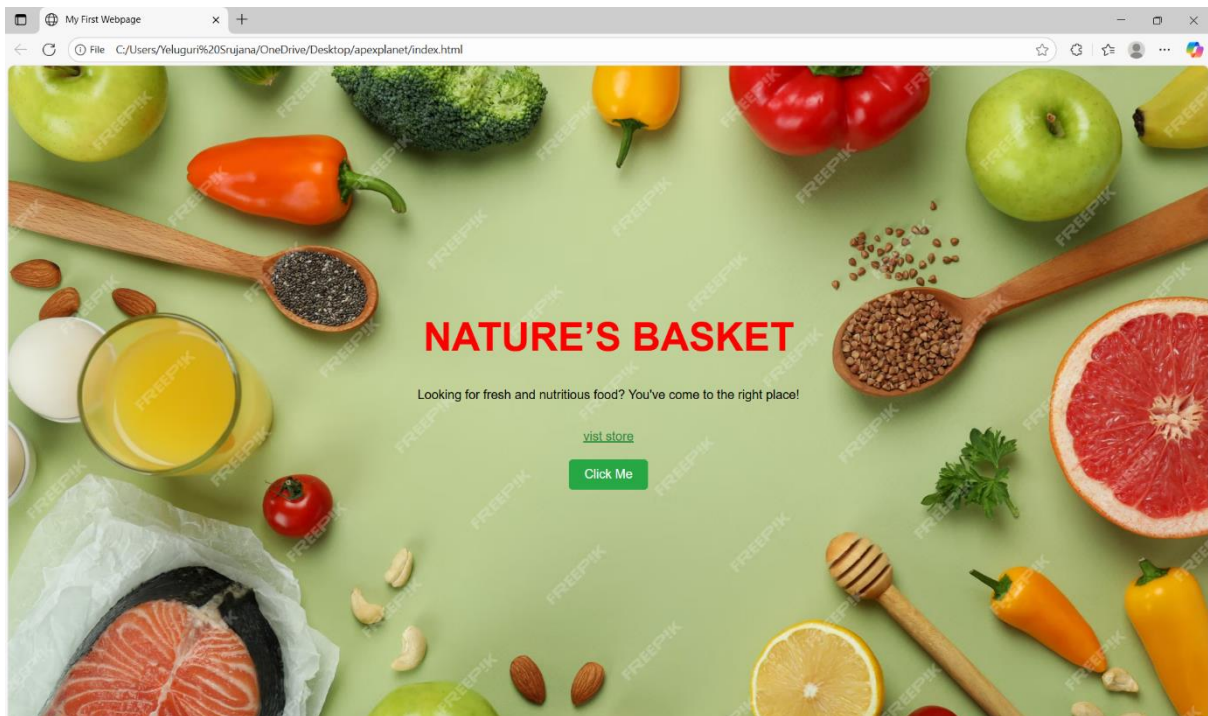 My First Webpage
File C:/Users/Yeluguri%20Srujana/OneDrive/Desktop/apexplanet/index.html
NATURE’S BASKET
Looking for fresh and nutritious food? You've come to the right place!
vist store
Click Me
FREEPIK